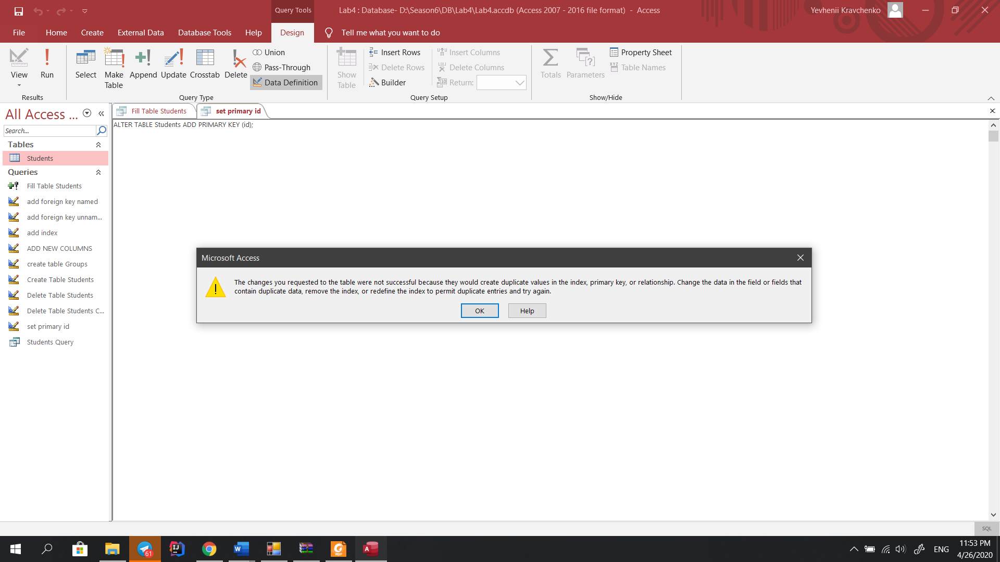 Query Tools
Lab4 : Database- D:\Season6\DB\Lab4\Lab4.accdb (Access 2007 - 2016 file format)  -  Access
Yevhenii Kravchenko
File
Home
Create
External Data
Database Tools
Help
Design
Tell me what you want to do
View
Run
Results
Select
Make Table
Append
Update
Crosstab
Delete
Union
Pass-Through
Data Definition
Query Type
Show Table
Insert Rows
Delete Rows
Builder
Insert Columns
Delete Columns
Return:
Query Setup
Totals
Parameters
Property Sheet
Table Names
Show/Hide
All Access ...
Search...
Tables
Students
Queries
Fill Table Students
add foreign key named
add foreign key unnam...
add index
ADD NEW COLUMNS
create table Groups
Create Table Students
Delete Table Students
Delete Table Students C...
set primary id
Students Query
Fill Table Students
set primary id
ALTER TABLE Students ADD PRIMARY KEY (id);
Microsoft Access
The changes you requested to the table were not successful because they would create duplicate values in the index, primary key, or relationship. Change the data in the field or fields that
contain duplicate data, remove the index, or redefine the index to permit duplicate entries and try again.
OK
Help
SQL
61
ENG
11:53 PM
4/26/2020